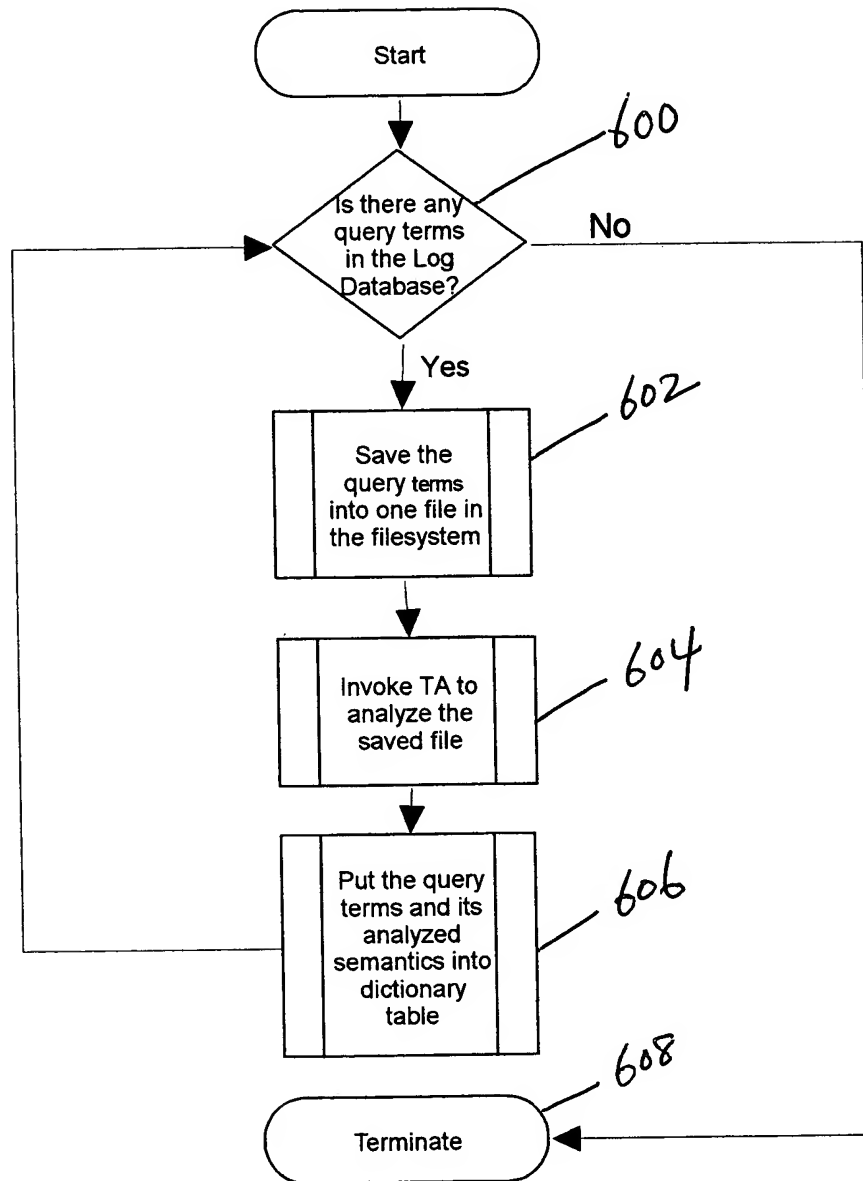 Start
600
Is there any
query terms
in the Log
Database?
No
Yes
602
Save the
query terms
into one file in
the filesystem
604
Invoke TA to
analyze the
saved file
606
Put the query
terms and its
analyzed
semantics into
dictionary
table
608
Terminate